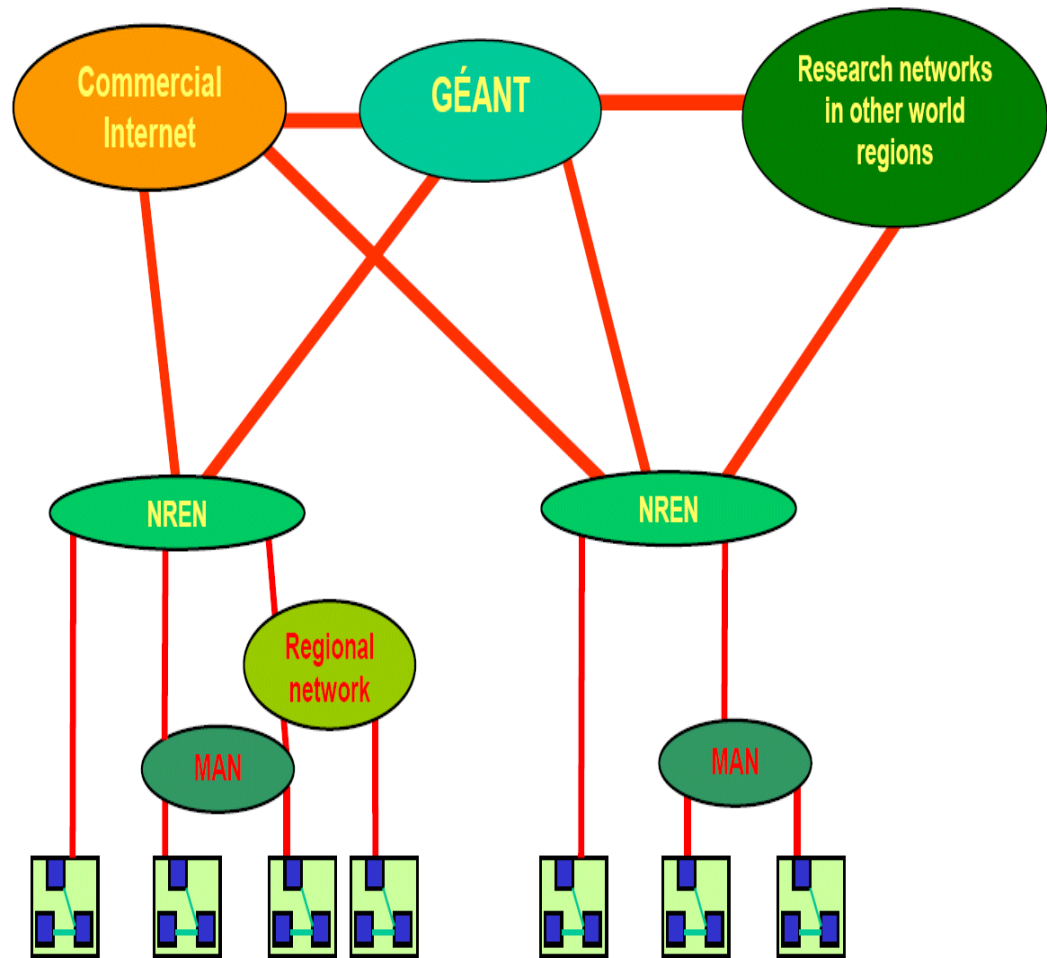 Commercial
Internet
GÉANT
Research networks
in other world
regions
NREN
NREN
Regional
network
MAN
MAN